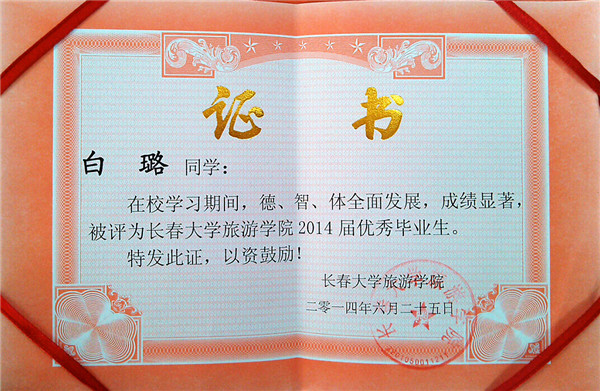 证书
白璐 同学：
在校学习期间，德、智、体全面发展，成绩显著，
被评为长春大学旅游学院2014届优秀毕业生。
特发此证，以资鼓励！
长春大学旅游学院
二零一四年六月二十五日